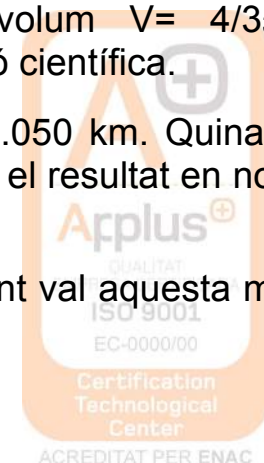 volum V= 4/3
ó científica.
.050 km. Quina
el resultat en no
nt val aquesta m
A+
Applus+
QUALITAT
ISO 9001
EC-0000/00
Certification
Technological
Center
ACREDITAT PER ENAC